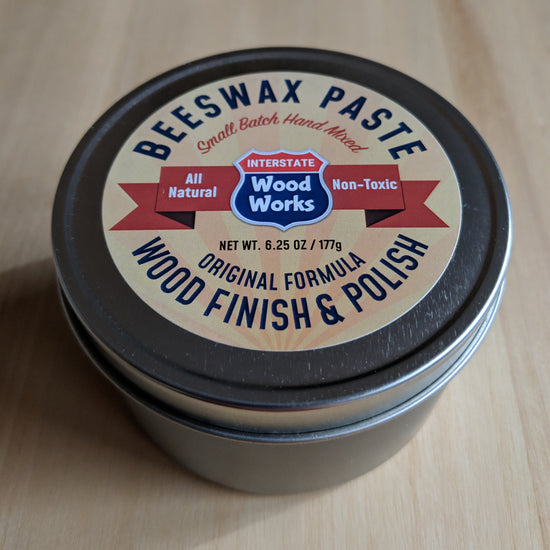 BEESWAX PASTE
Small Batch Hand Mixed
All
Natural
INTERSTATE
Wood
Works
Non-Toxic
NET WT. 6.25 OZ / 177g
ORIGINAL FORMULA
WOOD FINISH & POLISH